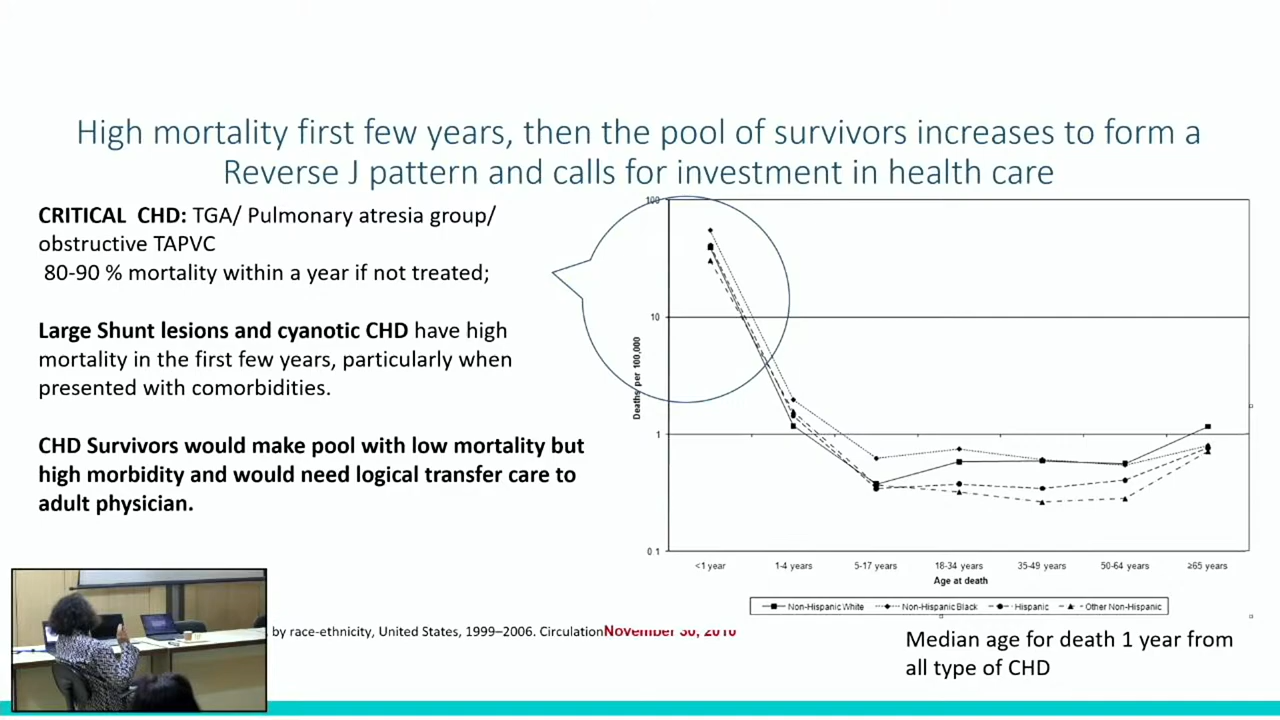 High mortality first few years, then the pool of survivors increases to form a
Reverse J pattern and calls for investment in health care
CRITICAL CHD: TGA/ Pulmonary atresia group/
obstructive TAPVC
80-90 % mortality within a year if not treated;
Large Shunt lesions and cyanotic CHD have high
mortality in the first few years, particularly when
presented with comorbidities.
CHD Survivors would make pool with low mortality but
high morbidity and would need logical transfer care to
adult physician.
100
10
1
0.1
Deaths per 100,000
<1 year
1-4 years
5-17 years
18-34 years
35-49 years
50-64 years
≥65 years
Age at death
Non-Hispanic White
Non-Hispanic Black
Hispanic
Other Non-Hispanic
by race-ethnicity, United States, 1999–2006. CirculationNovember 30, 2010
Median age for death 1 year from
all type of CHD